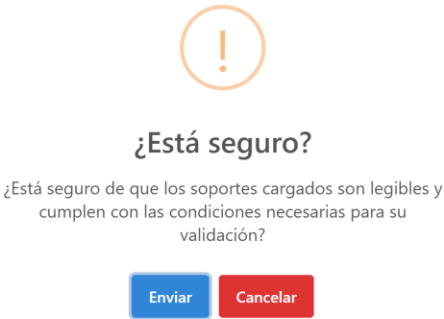 ¿Está seguro?
¿Está seguro de que los soportes cargados son legibles y
cumplen con las condiciones necesarias para su
validación?
Enviar
Cancelar